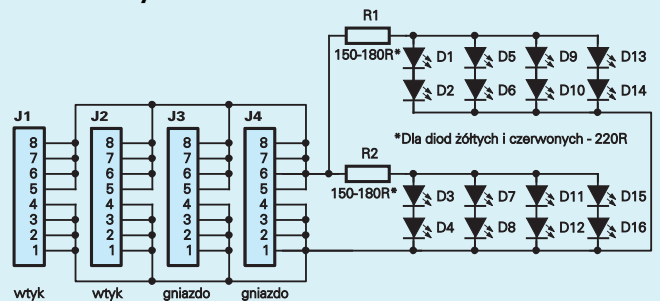 R1
150-180R*
D1 D5 D9 D13
D2 D6 D10 D14
J1 J2 J3 J4
8 8 8 8
7 7 7 7
6 6 6 6
5 5 5 5
4 4 4 4
3 3 3 3
2 2 2 2
1 1 1 1
*Dla diod żółtych i czerwonych - 220R
R2
150-180R*
D3 D7 D11 D15
D4 D8 D12 D16
wtyk wtyk gniazdo gniazdo